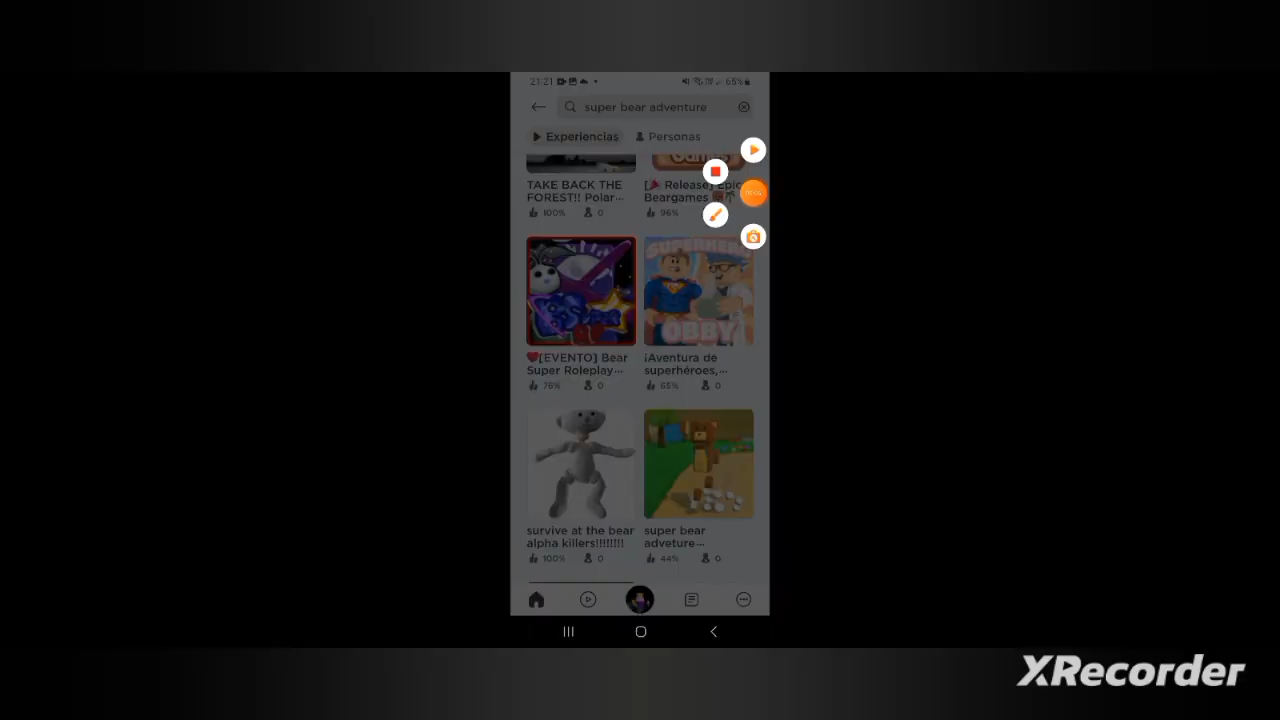 21:21
65%
super bear adventure
Experiencias
Personas
TAKE BACK THE
FOREST!! Polar...
100% 0
[ Release] Epic
Beargames
96%
[EVENTO] Bear
Super Roleplay...
76% 0
SUPERHERO
OBBY
¡Aventura de
superhéroes,...
65% 0
survive at the bear
alpha killers!!!!!!!!
100% 0
super bear
adveture...
44% 0
XRecorder